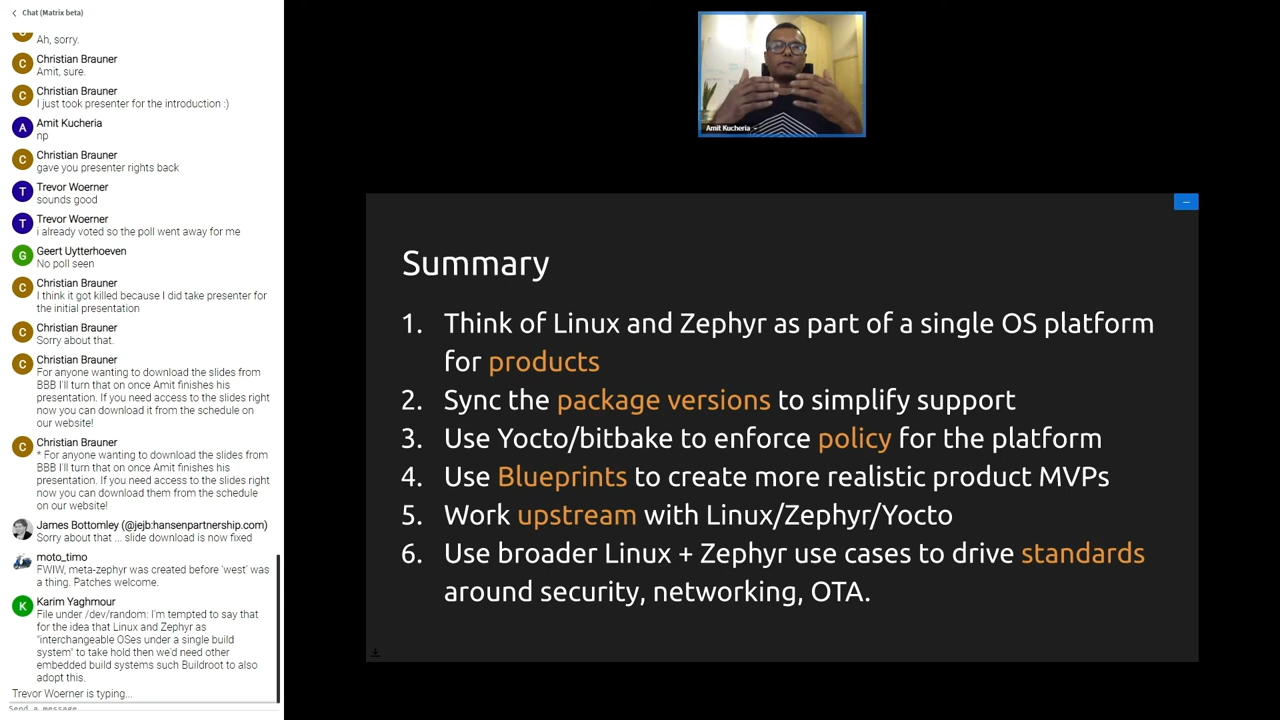 Chat (Matrix beta)
Ah, sorry.
Christian Brauner
Amit, sure.
Christian Brauner
I just took presenter for the introduction :)
Amit Kucheria
np
Christian Brauner
gave you presenter rights back
Trevor Woerner
sounds good
Trevor Woerner
i already voted so the poll went away for me
Geert Uytterhoeven
No poll seen
Christian Brauner
I think it got killed because I did take presenter for
the initial presentation
Christian Brauner
Sorry about that.
Christian Brauner
For anyone wanting to download the slides from
BBB I'll turn that on once Amit finishes his
presentation. If you need access to the slides right
now you can download it from the schedule on
our website!
Christian Brauner
* For anyone wanting to download the slides from
BBB I'll turn that on once Amit finishes his
presentation. If you need access to the slides right
now you can download them from the schedule
on our website!
James Bottomley (@jejb:hansenpartnership.com)
Sorry about that ... slide download is now fixed
moto_timo
FWIW, meta-zephyr was created before 'west' was
a thing. Patches welcome.
Karim Yaghmour
File under /dev/random: I'm tempted to say that
for the idea that Linux and Zephyr as
"interchangeable OSes under a single build
system" to take hold then we'd need other
embedded build systems such Buildroot to also
adopt this.
Trevor Woerner is typing...
Send a message
Amit Kucheria
Summary
1. Think of Linux and Zephyr as part of a single OS platform
for products
2. Sync the package versions to simplify support
3. Use Yocto/bitbake to enforce policy for the platform
4. Use Blueprints to create more realistic product MVPs
5. Work upstream with Linux/Zephyr/Yocto
6. Use broader Linux + Zephyr use cases to drive standards
around security, networking, OTA.